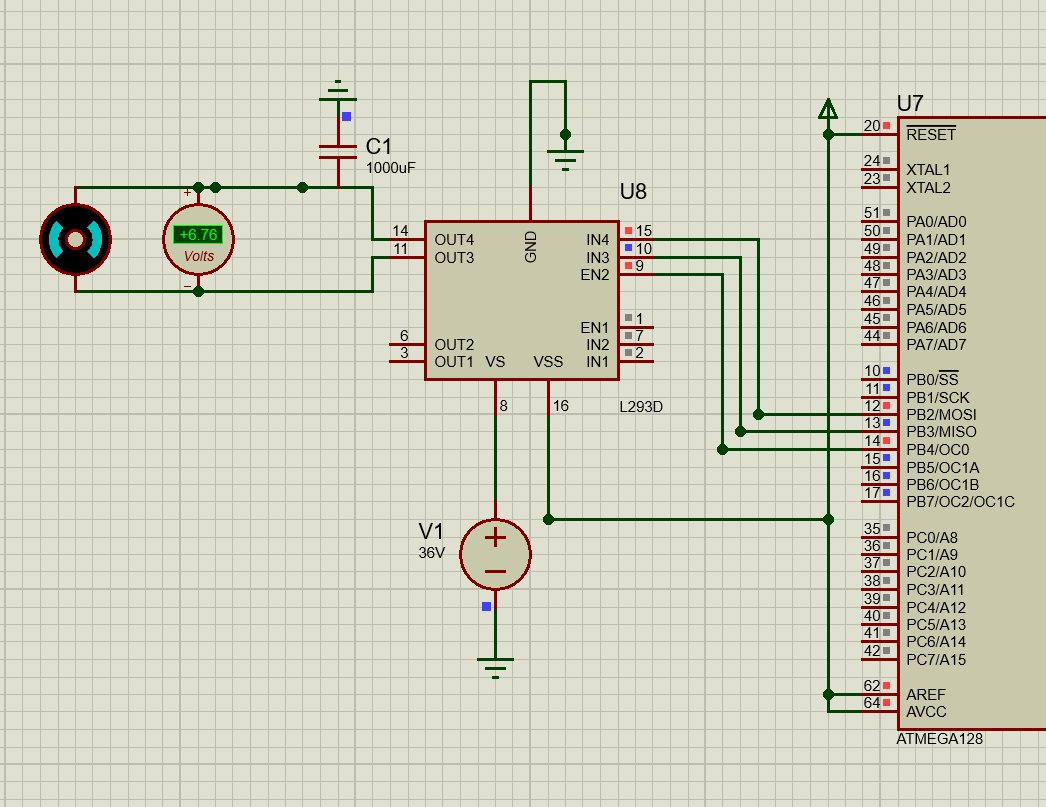 U7
20 RESET
24 XTAL1
23 XTAL2
51 PA0/AD0
50 PA1/AD1
49 PA2/AD2
48 PA3/AD3
47 PA4/AD4
46 PA5/AD5
45 PA6/AD6
44 PA7/AD7
10 PB0/SS
11 PB1/SCK
12 PB2/MOSI
13 PB3/MISO
14 PB4/OC0
15 PB5/OC1A
16 PB6/OC1B
17 PB7/OC2/OC1C
35 PC0/A8
36 PC1/A9
37 PC2/A10
38 PC3/A11
39 PC4/A12
40 PC5/A13
41 PC6/A14
42 PC7/A15
62 AREF
64 AVCC
ATMEGA128
C1
1000uF
+
+6.76
Volts
−
U8
GND
14 OUT4 IN4 15
11 OUT3 IN3 10
EN2 9
EN1 1
6 OUT2 IN2 7
3 OUT1 VS VSS IN1 2
8 16 L293D
V1
36V
+
−